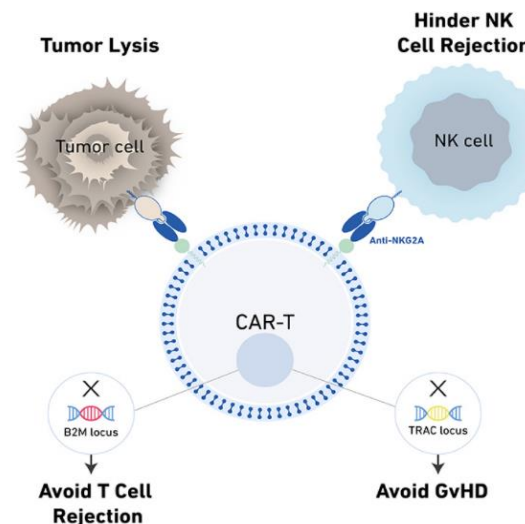 Tumor Lysis
Hinder NK
Cell Rejection
Tumor cell
NK cell
Anti-NKG2A
CAR-T
B2M locus
TRAC locus
Avoid T Cell
Rejection
Avoid GvHD